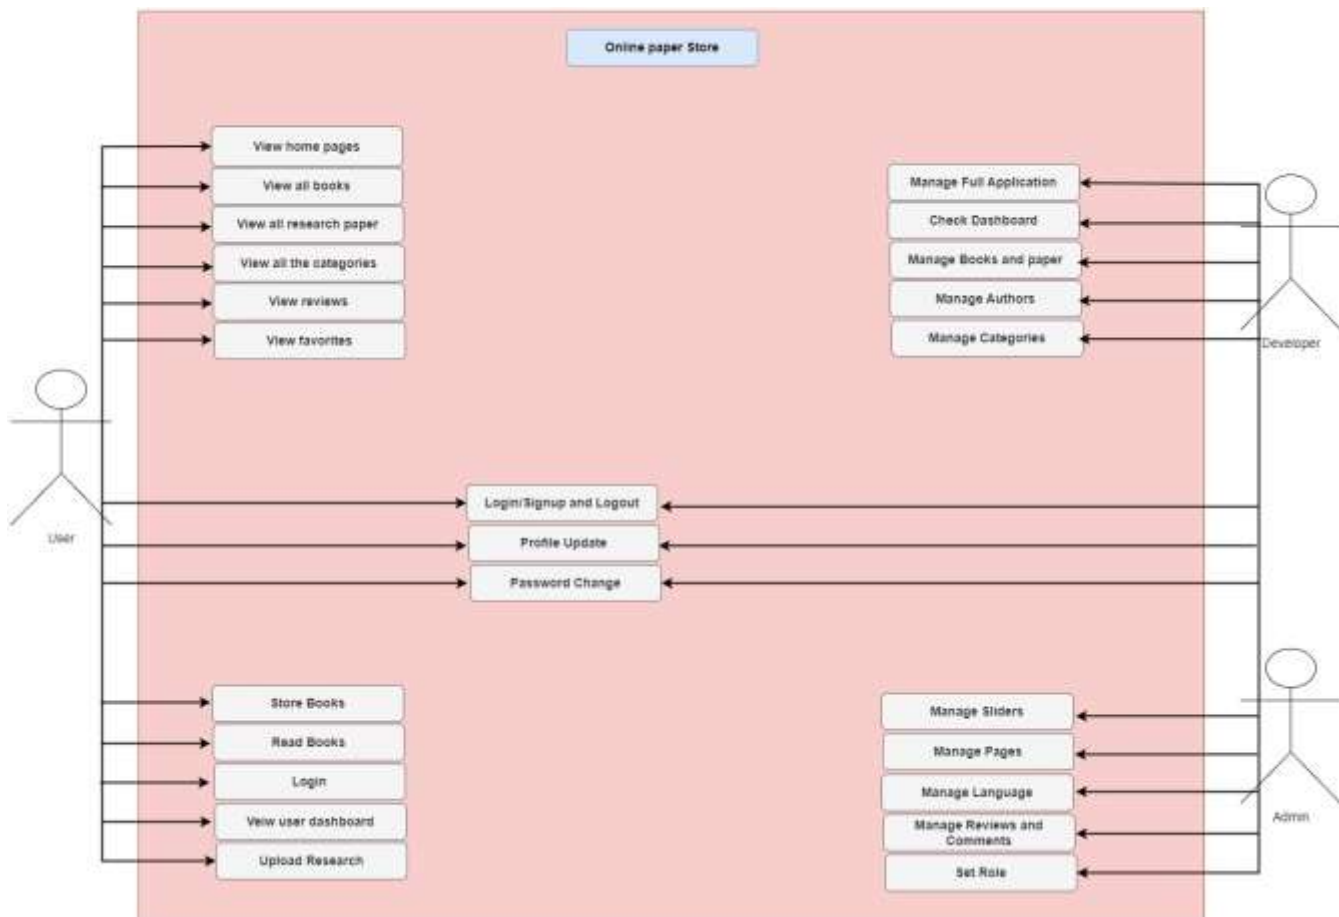 Online paper Store
View home pages
View all books
View all research paper
View all the categories
View reviews
View favorites
Manage Full Application
Check Dashboard
Manage Books and paper
Manage Authors
Manage Categories
Developer
User
Login/Signup and Logout
Profile Update
Password Change
Store Books
Read Books
Login
Veiw user dashboard
Upload Research
Manage Sliders
Manage Pages
Manage Language
Manage Reviews and
Comments
Set Role
Admin